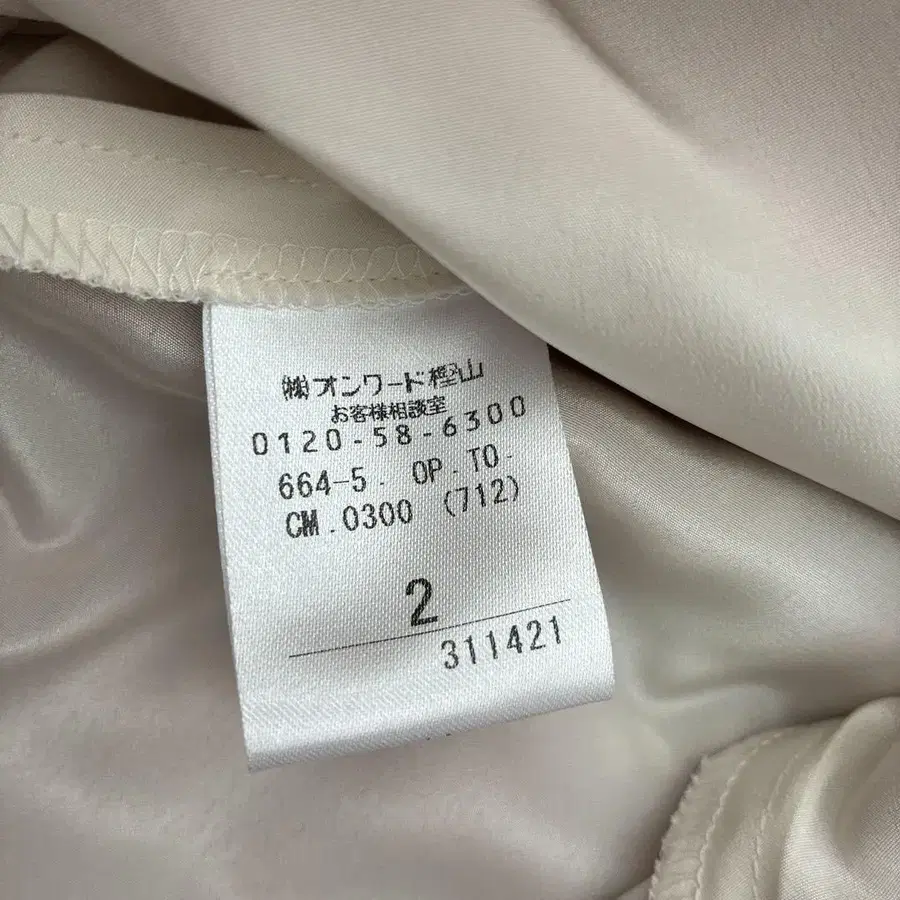 ㈱オンワード樫山
お客様相談室
0120-58-6300
664-5. OP.TO-
CM.0300 (712)
2
311421